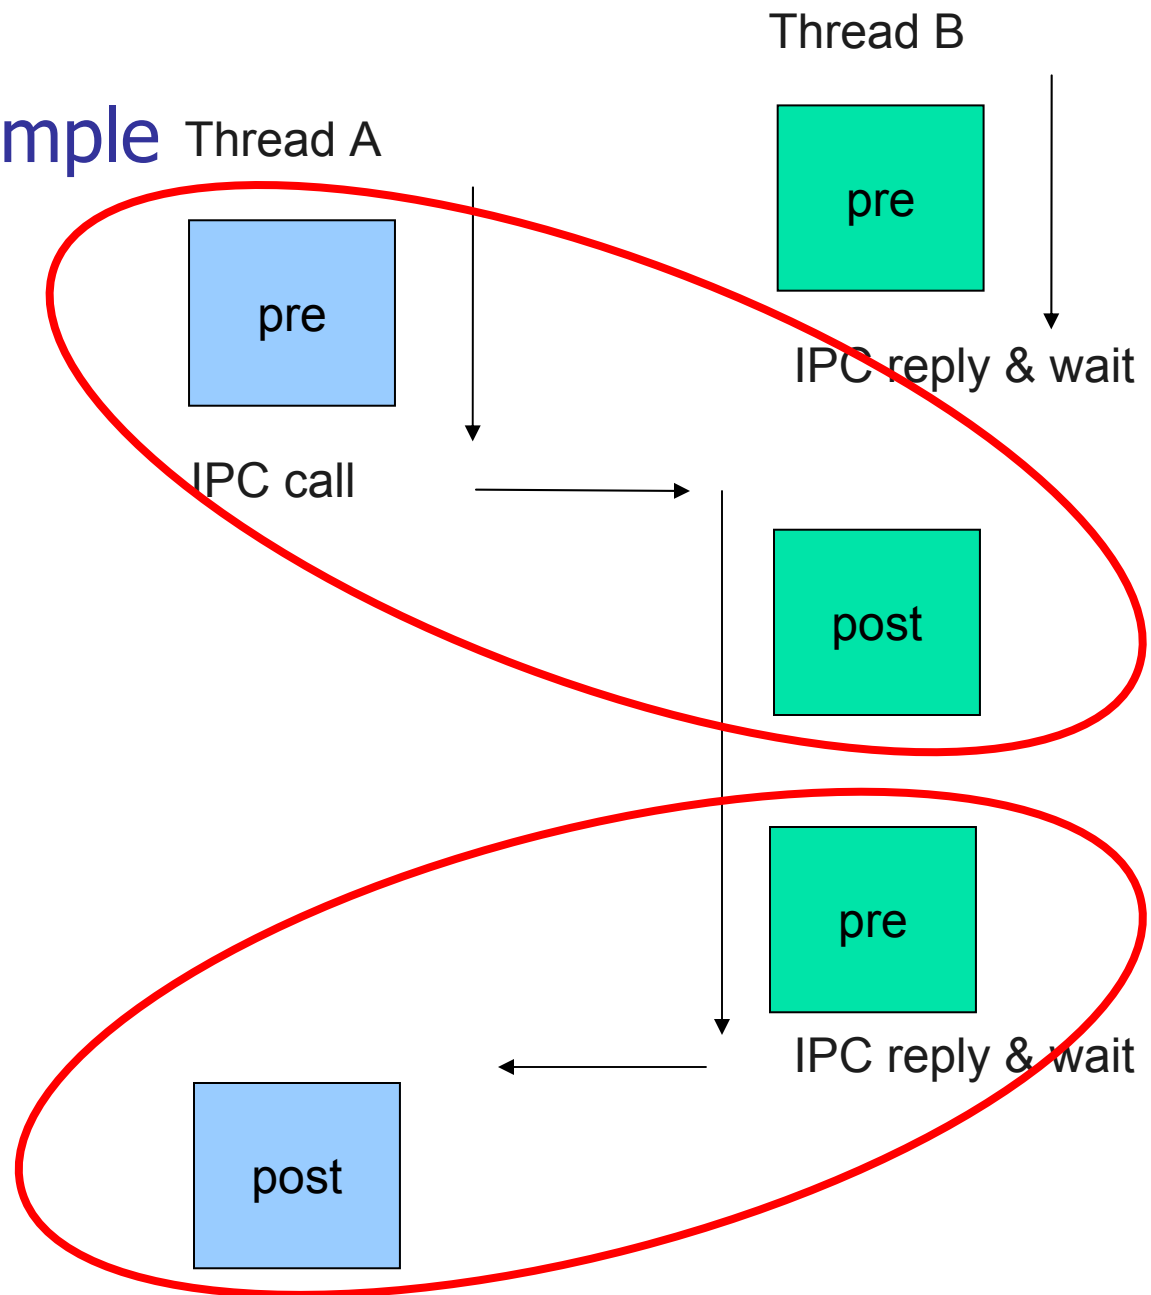 Thread B
mple
Thread A
pre
pre
IPC reply & wait
IPC call
post
pre
IPC reply & wait
post